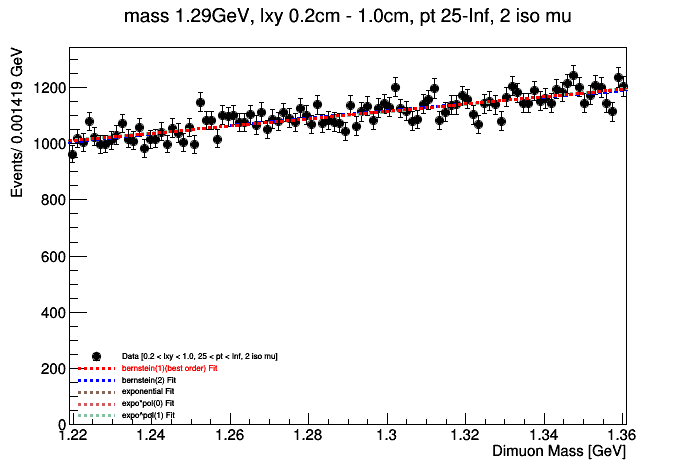 mass 1.29GeV, lxy 0.2cm - 1.0cm, pt 25-Inf, 2 iso mu
Events/ 0.001419 GeV
1200
1000
800
600
400
200
0
Data [0.2 < lxy < 1.0, 25 < pt < Inf, 2 iso mu]
bernstein(1)(best order) Fit
bernstein(2) Fit
exponential Fit
expo*pol(0) Fit
expo^pol(1) Fit
1.22 1.24 1.26 1.28 1.3 1.32 1.34 1.36
Dimuon Mass [GeV]